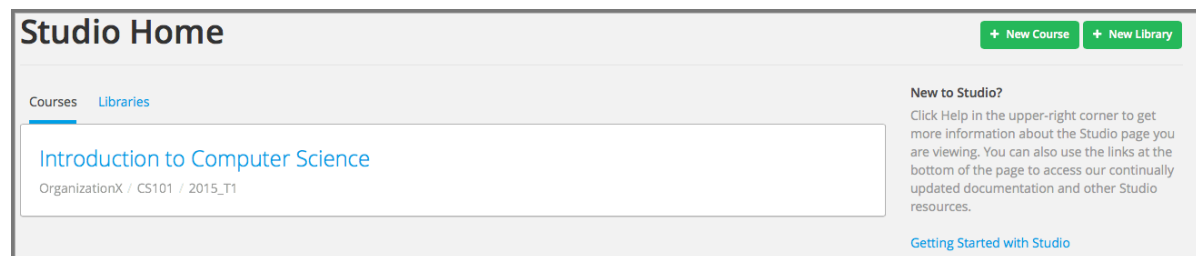 Studio Home
+ New Course
+ New Library
Courses
Libraries
Introduction to Computer Science
OrganizationX / CS101 / 2015_T1
New to Studio?
Click Help in the upper-right corner to get
more information about the Studio page you
are viewing. You can also use the links at the
bottom of the page to access our continually
updated documentation and other Studio
resources.
Getting Started with Studio